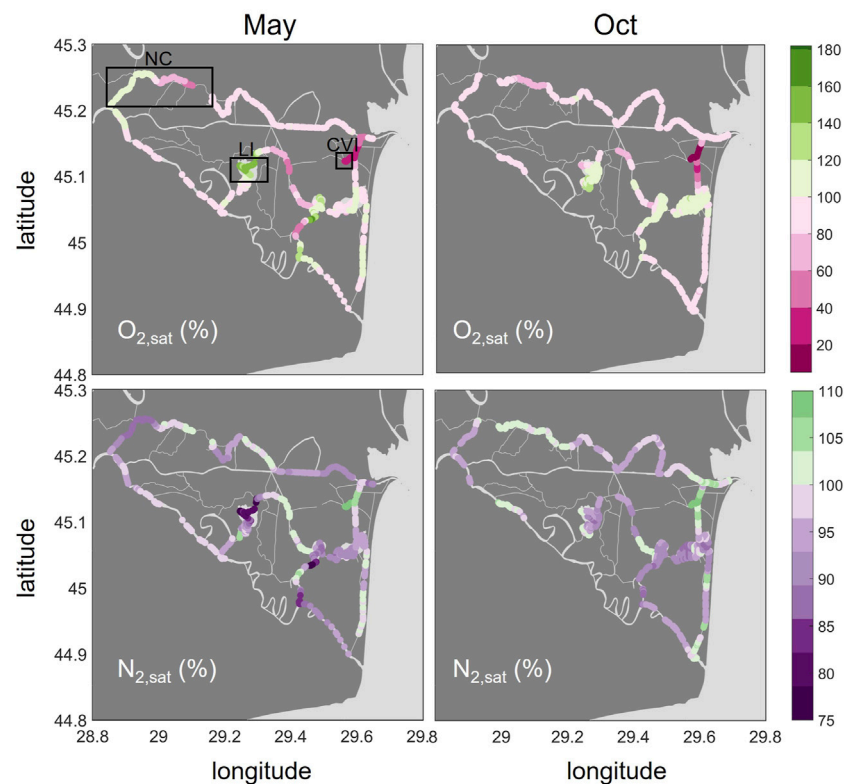 May
Oct
45.3
45.2
45.1
45
44.9
44.8
latitude
NC
LI
CVI
O2,sat (%)
O2,sat (%)
180
160
140
120
100
80
60
40
20
45.3
45.2
45.1
45
44.9
44.8
latitude
N2,sat (%)
N2,sat (%)
110
105
100
95
90
85
80
75
28.8 29 29.2 29.4 29.6 29.8
29.2 29.4 29.6 29.8
longitude
longitude